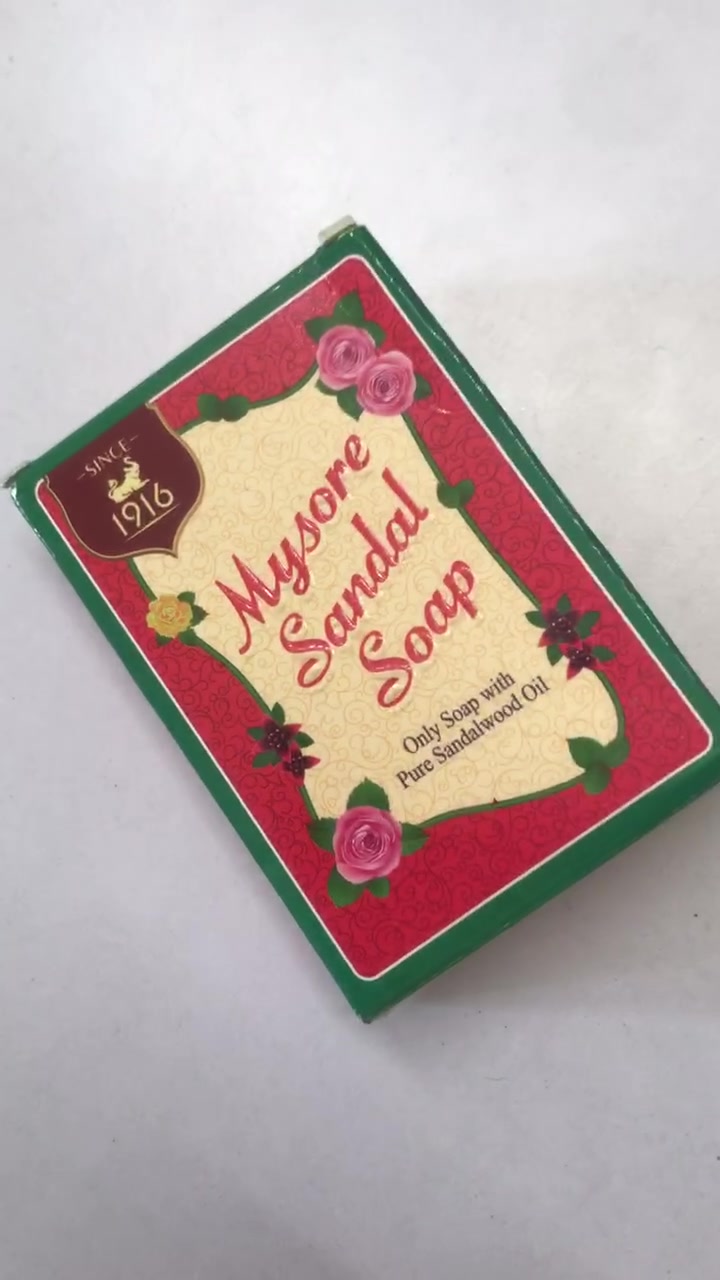 -SINCE-
1916
Mysore
Sandal
Soap
Only Soap with
Pure Sandalwood Oil